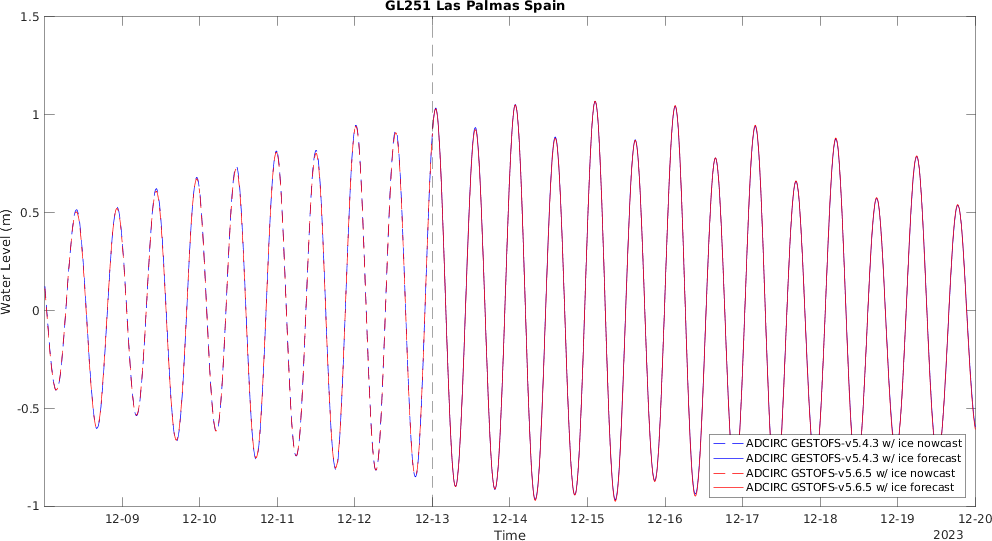 GL251 Las Palmas Spain
1.5
1
0.5
0
-0.5
-1
Water Level (m)
ADCIRC GESTOFS-v5.4.3 w/ ice nowcast
ADCIRC GESTOFS-v5.4.3 w/ ice forecast
ADCIRC GSTOFS-v5.6.5 w/ ice nowcast
ADCIRC GSTOFS-v5.6.5 w/ ice forecast
12-09 12-10 12-11 12-12 12-13 12-14 12-15 12-16 12-17 12-18 12-19 12-20
Time
2023